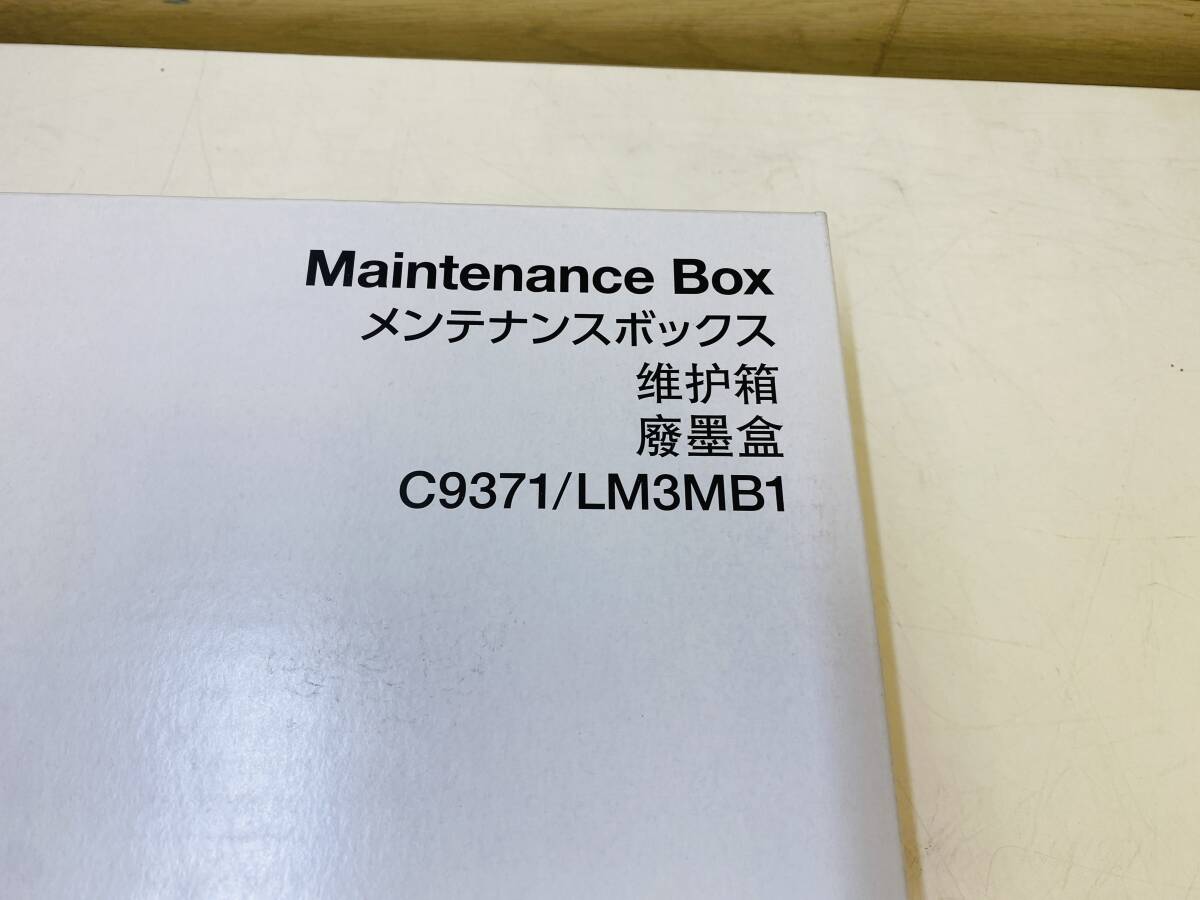 Maintenance Box
メンテナンスボックス
维护箱
廢墨盒
C9371/LM3MB1